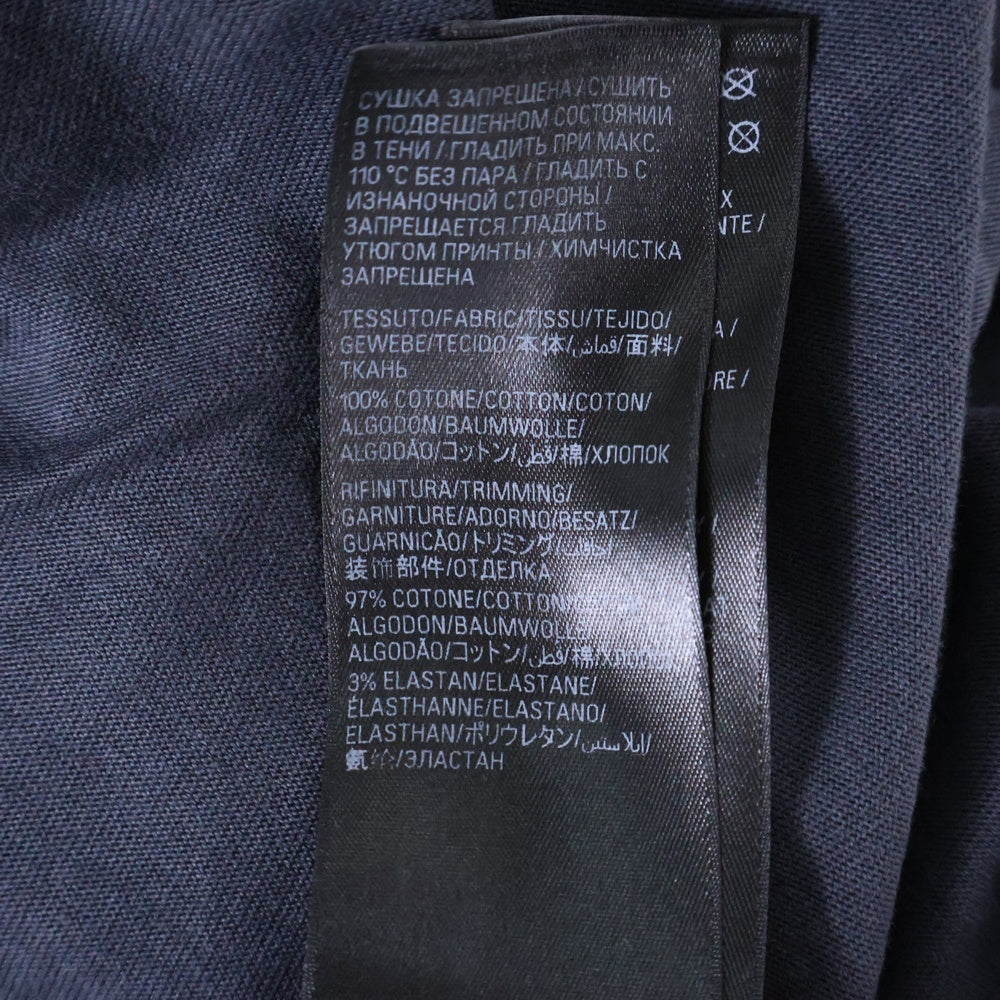 СУШКА ЗАПРЕЩЕНА / СУШИТЬ
В ПОДВЕШЕННОМ СОСТОЯНИИ
В ТЕНИ / ГЛАДИТЬ ПРИ МАКС.
110 °C БЕЗ ПАРА / ГЛАДИТЬ С
ИЗНАНОЧНОЙ СТОРОНЫ /
ЗАПРЕЩАЕТСЯ ГЛАДИТЬ
УТЮГОМ ПРИНТЫ / ХИМЧИСТКА
ЗАПРЕЩЕНА
TESSUTO/FABRIC/TISSU/TEJIDO/
GEWEBE/TECIDO/本体/قماش/面料/
ТКАНЬ
100% COTONE/COTTON/COTON/
ALGODON/BAUMWOLLE/
ALGODÃO/コットン/قطن/棉/ХЛОПОК
RIFINITURA/TRIMMING/
GARNITURE/ADORNO/BESATZ/
GUARNICÃO/トリミング/
装饰部件/ОТДЕЛКА
97% COTONE/COTTON
ALGODON/BAUMWOLLE
ALGODÃO/コットン/قطن/棉/ХЛОПОК
3% ELASTAN/ELASTANE/
ÉLASTHANNE/ELASTANO/
ELASTHAN/ポリウレタン/إيلاستين/
/ЭЛАСТАН
X
NTE /
A /
RE /